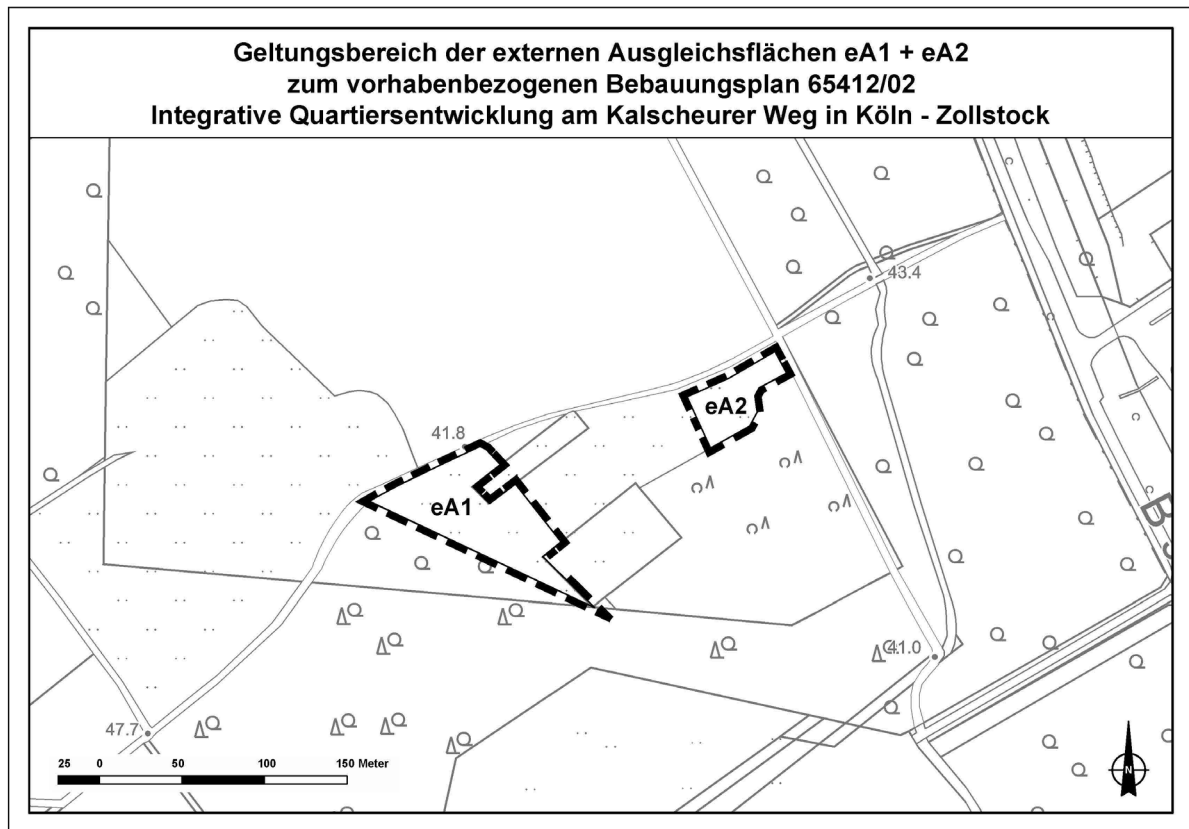 Geltungsbereich der externen Ausgleichsflächen eA1 + eA2
zum vorhabenbezogenen Bebauungsplan 65412/02
Integrative Quartiersentwicklung am Kalscheurer Weg in Köln - Zollstock
43.4
eA2
41.8
eA1
B
41.0
47.7
25 0 50 100 150 Meter
N